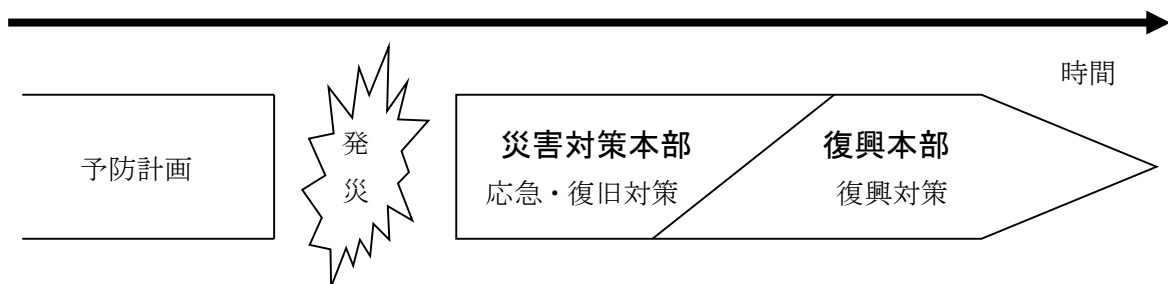 時間
予防計画
発
災
災害対策本部
応急・復旧対策
復興本部
復興対策